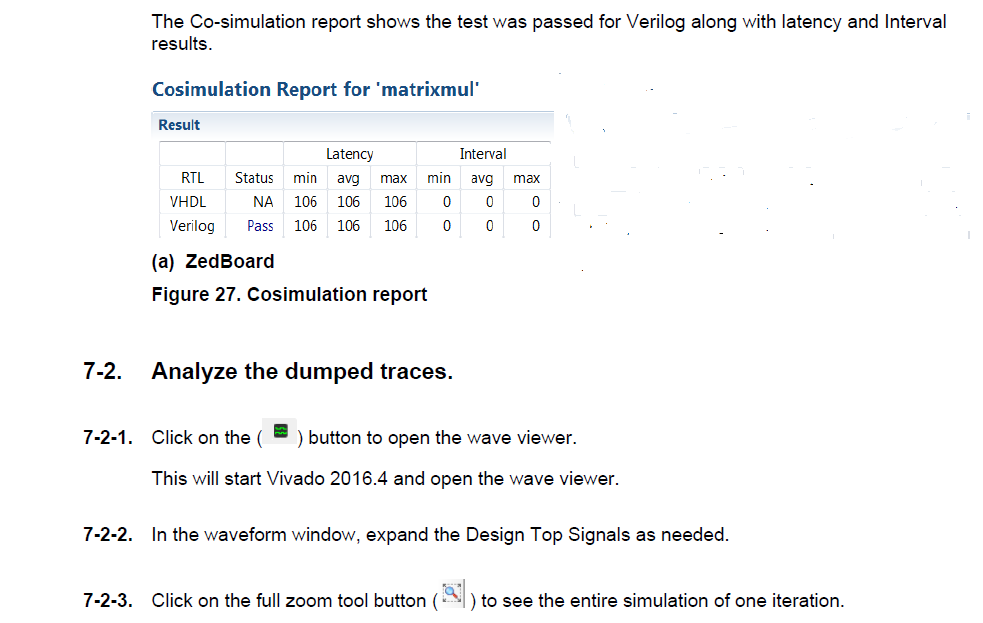 The Co-simulation report shows the test was passed for Verilog along with latency and Interval
results.
Cosimulation Report for 'matrixmul'
Result
Latency Interval
RTL Status min avg max min avg max
VHDL NA 106 106 106 0 0 0
Verilog Pass 106 106 106 0 0 0
(a) ZedBoard
Figure 27. Cosimulation report
7-2. Analyze the dumped traces.
7-2-1. Click on the ( ) button to open the wave viewer.
This will start Vivado 2016.4 and open the wave viewer.
7-2-2. In the waveform window, expand the Design Top Signals as needed.
7-2-3. Click on the full zoom tool button ( ) to see the entire simulation of one iteration.